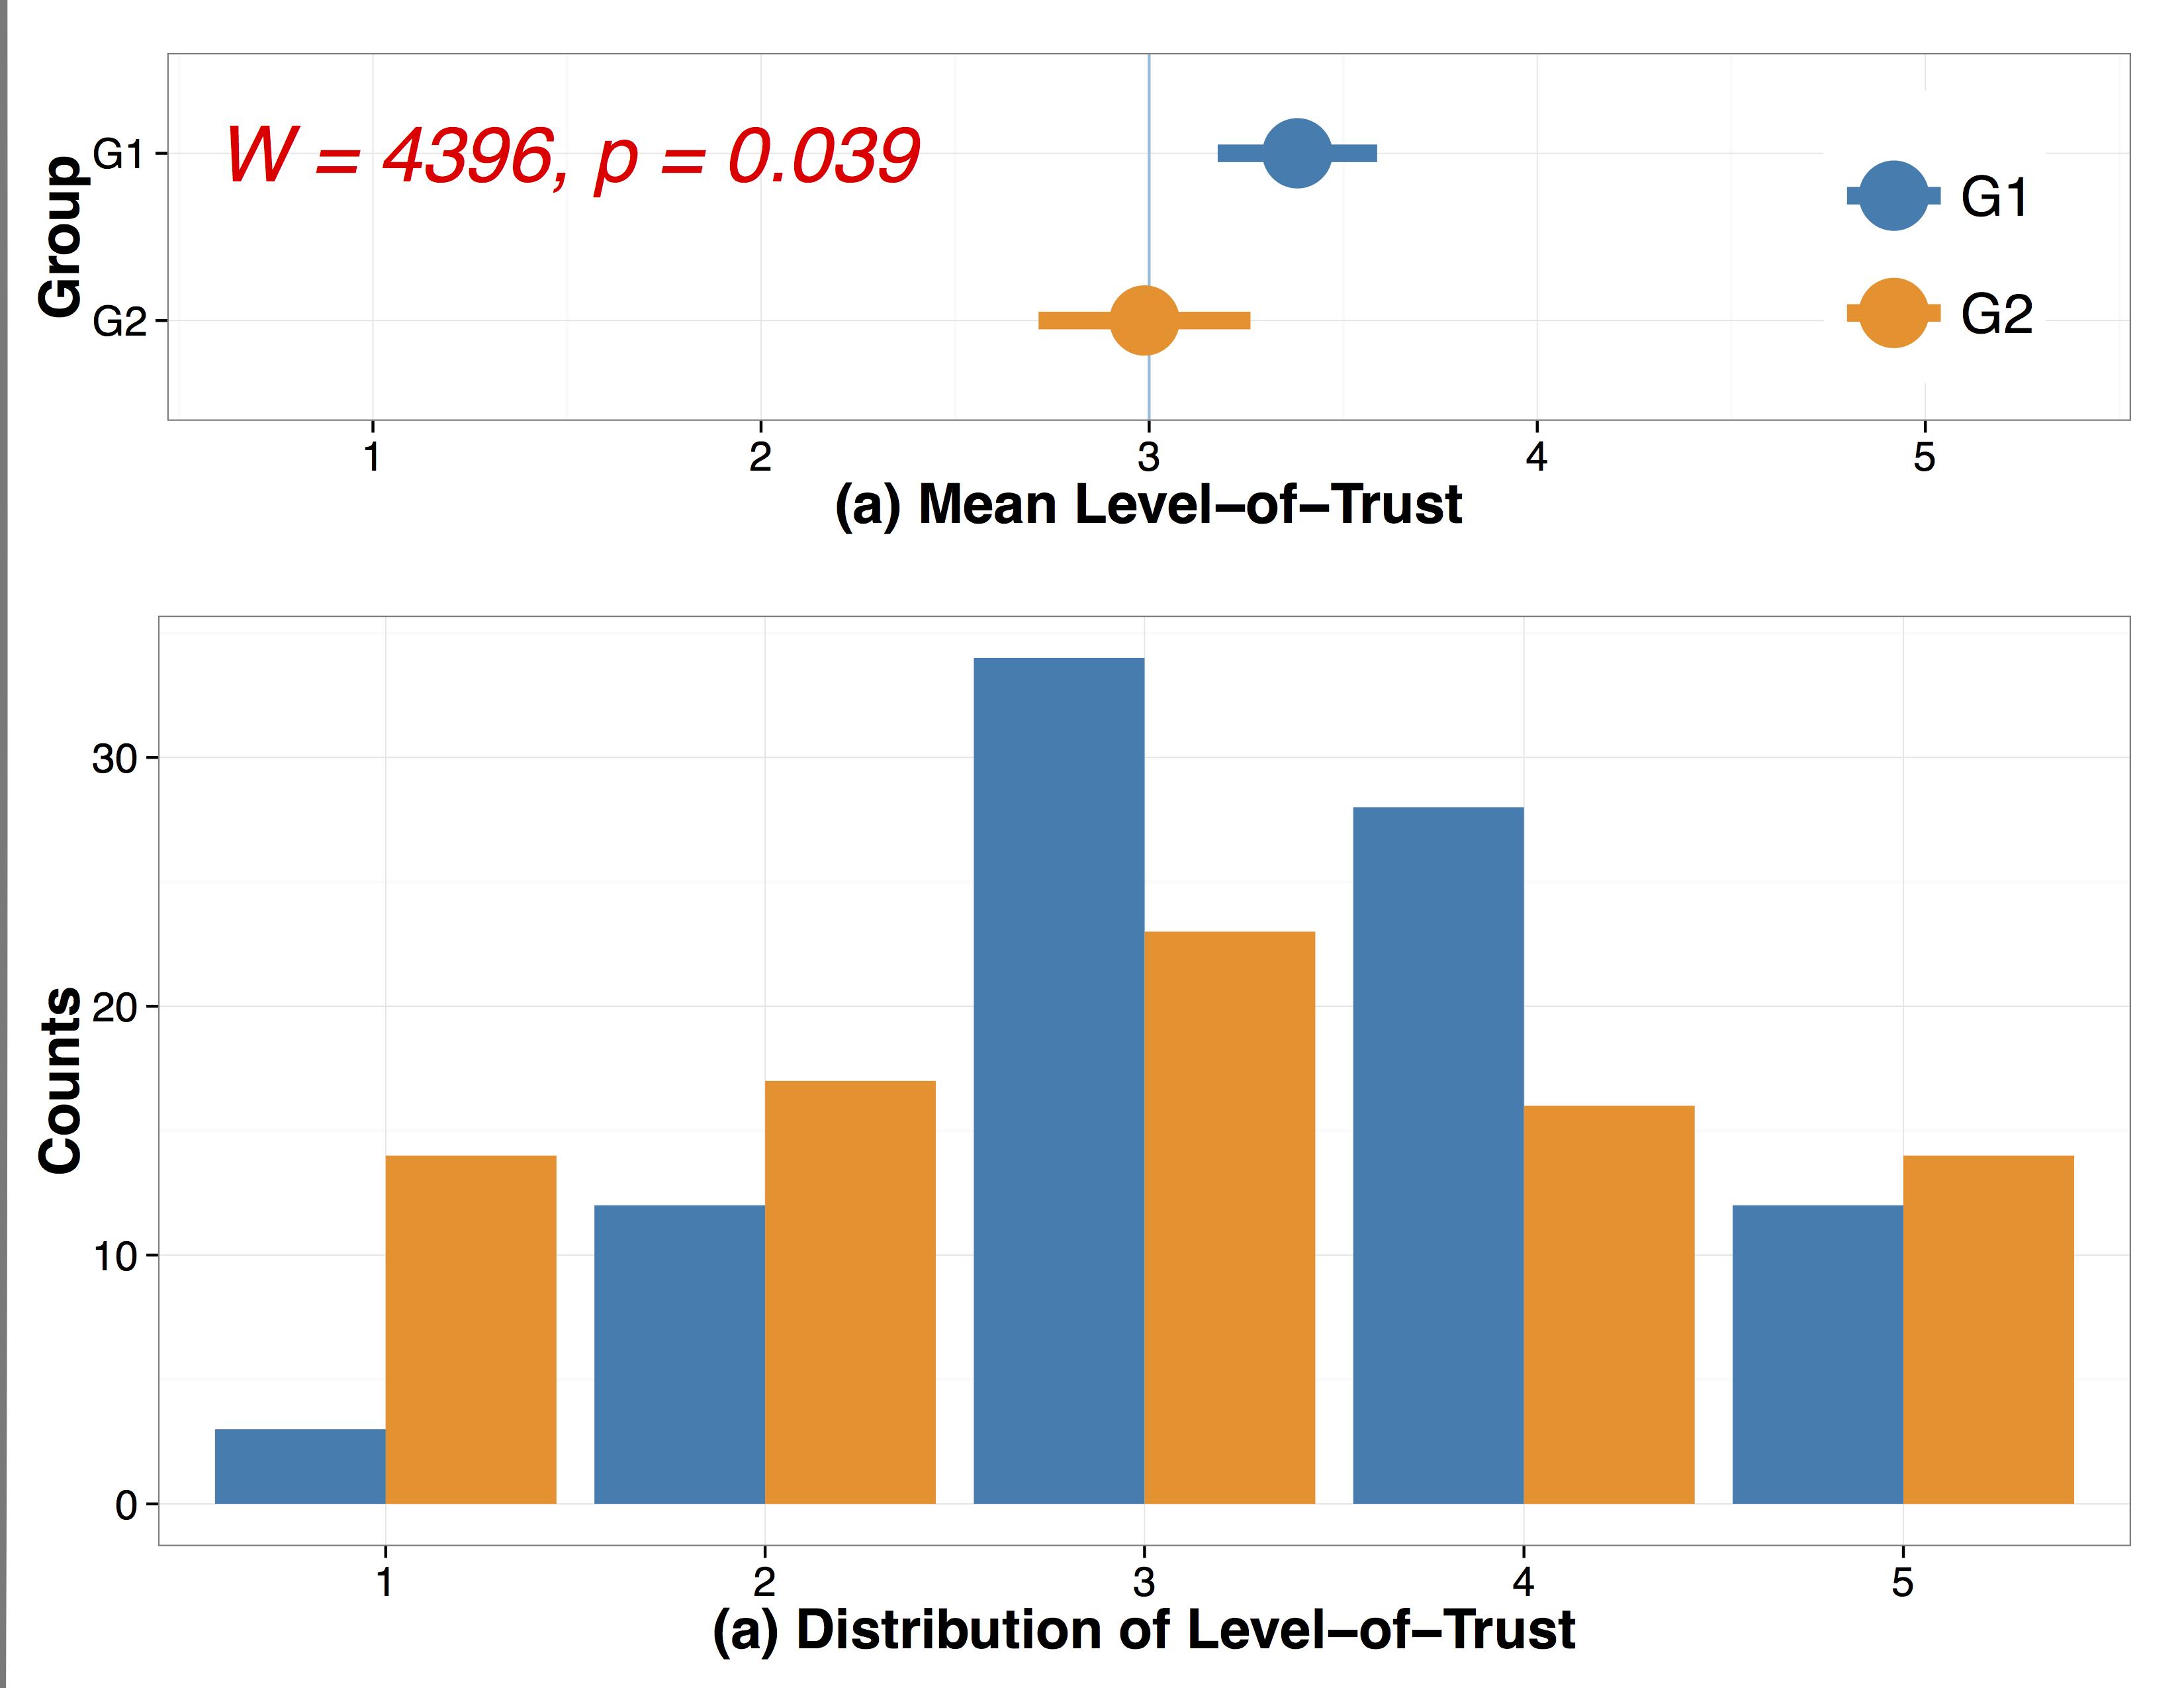 Group
G1
G2
W = 4396, p = 0.039
G1
G2
1 2 3 4 5
(a) Mean Level-of-Trust
Counts
30
20
10
0
1 2 3 4 5
(a) Distribution of Level-of-Trust